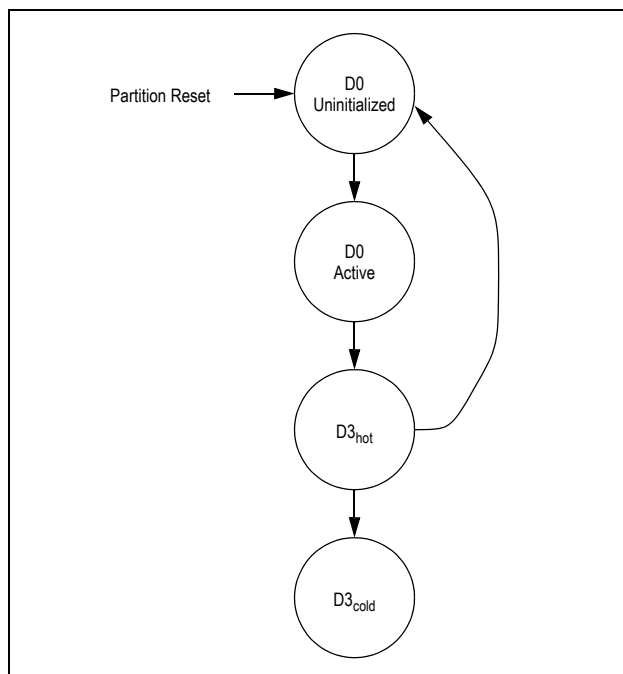 Partition Reset
D0
Uninitialized
D0
Active
D3hot
D3cold